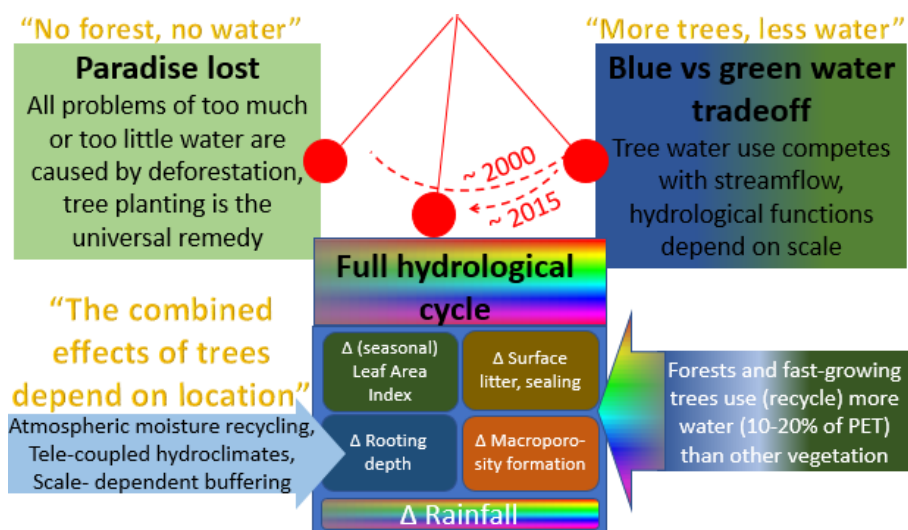 “No forest, no water”
Paradise lost
All problems of too much
or too little water are
caused by deforestation,
tree planting is the
universal remedy
~ 2000
~ 2015
“More trees, less water”
Blue vs green water
tradeoff
Tree water use competes
with streamflow,
hydrological functions
depend on scale
Full hydrological
cycle
“The combined
effects of trees
depend on location”
Atmospheric moisture recycling,
Tele-coupled hydroclimates,
Scale- dependent buffering
Δ (seasonal)
Leaf Area
Index
Δ Surface
litter, sealing
Δ Rooting
depth
Δ Macroporo-
sity formation
Δ Rainfall
Forests and fast-growing
trees use (recycle) more
water (10-20% of PET)
than other vegetation